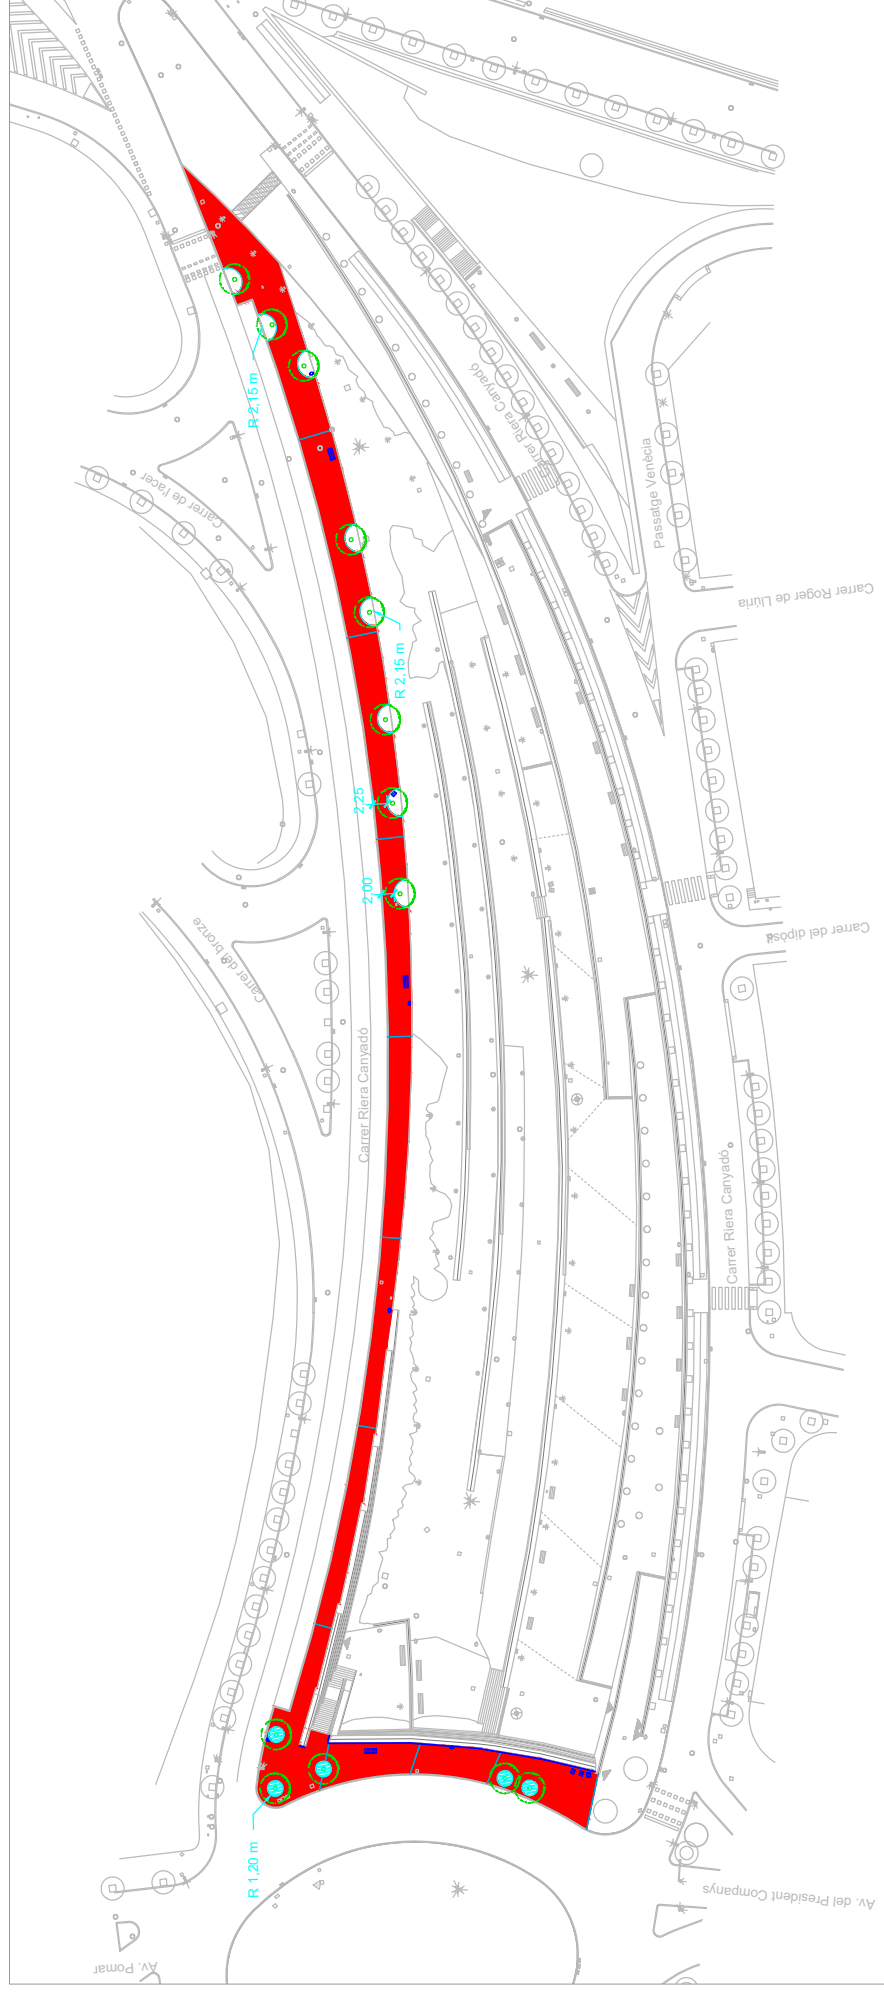 R 2,15 m
Carrer Riera Canyadó
Carrer de l'acer
Passatge Venècia
Carrer Roger de Llúria
R 2,15 m
2,25
2,00
Carrer del bronze
Carrer del dipòsit
Carrer Riera Canyadó
Carrer Riera Canyadó
R 1,20 m
Av. del President Companys
Av. Pomar